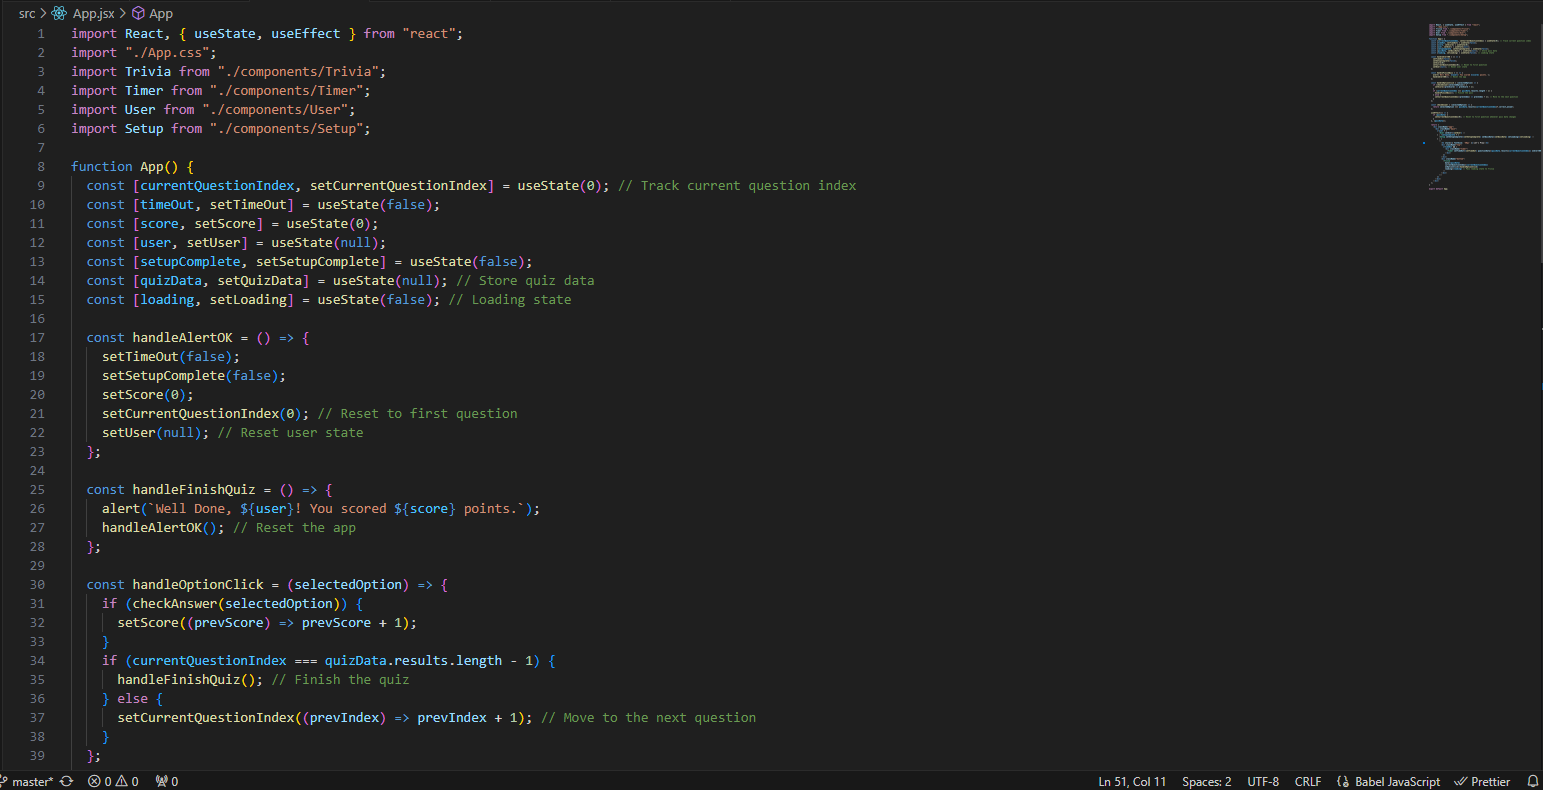 src > App.jsx > App
1 import React, { useState, useEffect } from "react";
2 import "./App.css";
3 import Trivia from "./components/Trivia";
4 import Timer from "./components/Timer";
5 import User from "./components/User";
6 import Setup from "./components/Setup";
7
8 function App() {
9   const [currentQuestionIndex, setCurrentQuestionIndex] = useState(0); // Track current question index
10   const [timeOut, setTimeOut] = useState(false);
11   const [score, setScore] = useState(0);
12   const [user, setUser] = useState(null);
13   const [setupComplete, setSetupComplete] = useState(false);
14   const [quizData, setQuizData] = useState(null); // Store quiz data
15   const [loading, setLoading] = useState(false); // Loading state
16
17   const handleAlertOK = () => {
18     setTimeOut(false);
19     setSetupComplete(false);
20     setScore(0);
21     setCurrentQuestionIndex(0); // Reset to first question
22     setUser(null); // Reset user state
23   };
24
25   const handleFinishQuiz = () => {
26     alert(`Well Done, ${user}! You scored ${score} points.`);
27     handleAlertOK(); // Reset the app
28   };
29
30   const handleOptionClick = (selectedOption) => {
31     if (checkAnswer(selectedOption)) {
32       setScore((prevScore) => prevScore + 1);
33     }
34     if (currentQuestionIndex === quizData.results.length - 1) {
35       handleFinishQuiz(); // Finish the quiz
36     } else {
37       setCurrentQuestionIndex((prevIndex) => prevIndex + 1); // Move to the next question
38     }
39   };
master* 0 0 0 Ln 51, Col 11 Spaces: 2 UTF-8 CRLF Babel JavaScript Prettier